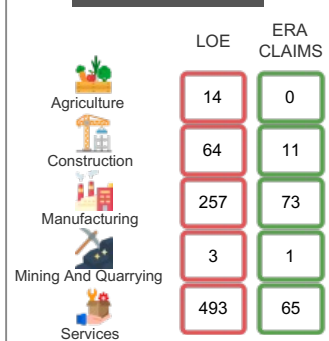 LOE ERA
CLAIMS
14 0
Agriculture
64 11
Construction
257 73
Manufacturing
3 1
Mining And Quarrying
493 65
Services